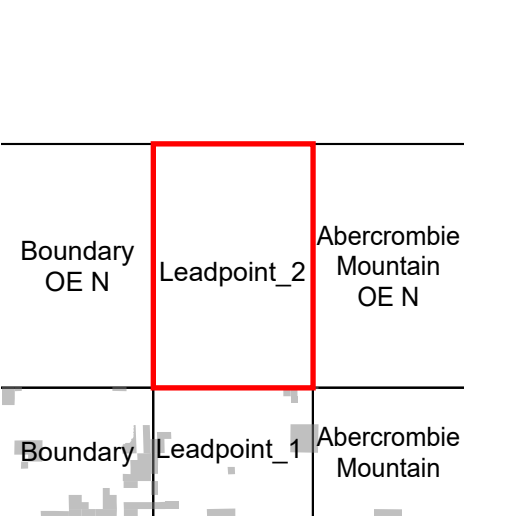 Boundary
OE N
Leadpoint_2
Abercrombie
Mountain
OE N
Boundary
Leadpoint_1
Abercrombie
Mountain